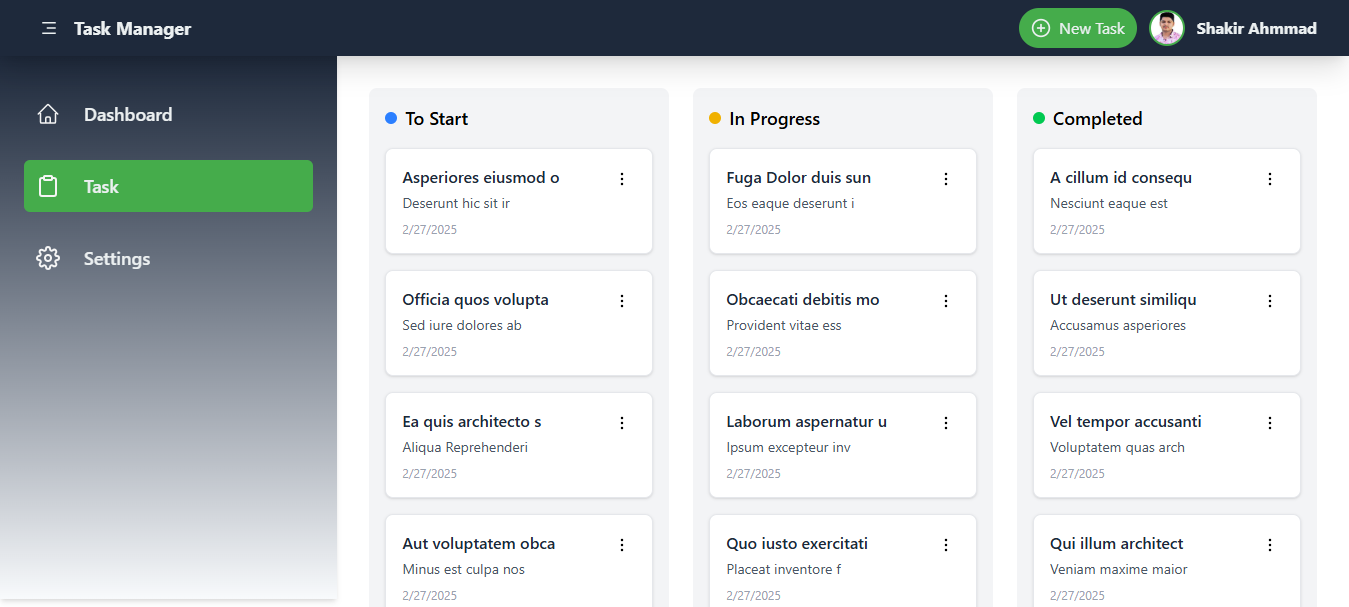 Task Manager
New Task
Shakir Ahmmad
Dashboard
Task
Settings
To Start
Asperiores eiusmod o
Deserunt hic sit ir
2/27/2025
Officia quos volupta
Sed iure dolores ab
2/27/2025
Ea quis architecto s
Aliqua Reprehenderi
2/27/2025
Aut voluptatem obca
Minus est culpa nos
2/27/2025
In Progress
Fuga Dolor duis sun
Eos eaque deserunt i
2/27/2025
Obcaecati debitis mo
Provident vitae ess
2/27/2025
Laborum aspernatur u
Ipsum excepteur inv
2/27/2025
Quo iusto exercitati
Placeat inventore f
2/27/2025
Completed
A cillum id consequ
Nesciunt eaque est
2/27/2025
Ut deserunt similiqu
Accusamus asperiores
2/27/2025
Vel tempor accusanti
Voluptatem quas arch
2/27/2025
Qui illum architect
Veniam maxime maior
2/27/2025